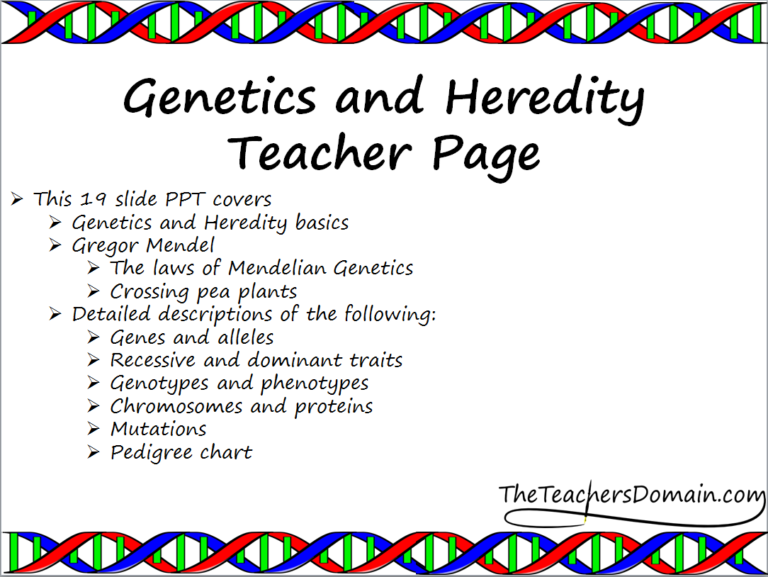 Genetics and Heredity
Teacher Page
➢ This 19 slide PPT covers
➢ Genetics and Heredity basics
➢ Gregor Mendel
➢ The laws of Mendelian Genetics
➢ Crossing pea plants
➢ Detailed descriptions of the following:
➢ Genes and alleles
➢ Recessive and dominant traits
➢ Genotypes and phenotypes
➢ Chromosomes and proteins
➢ Mutations
➢ Pedigree chart
TheTeachersDomain.com